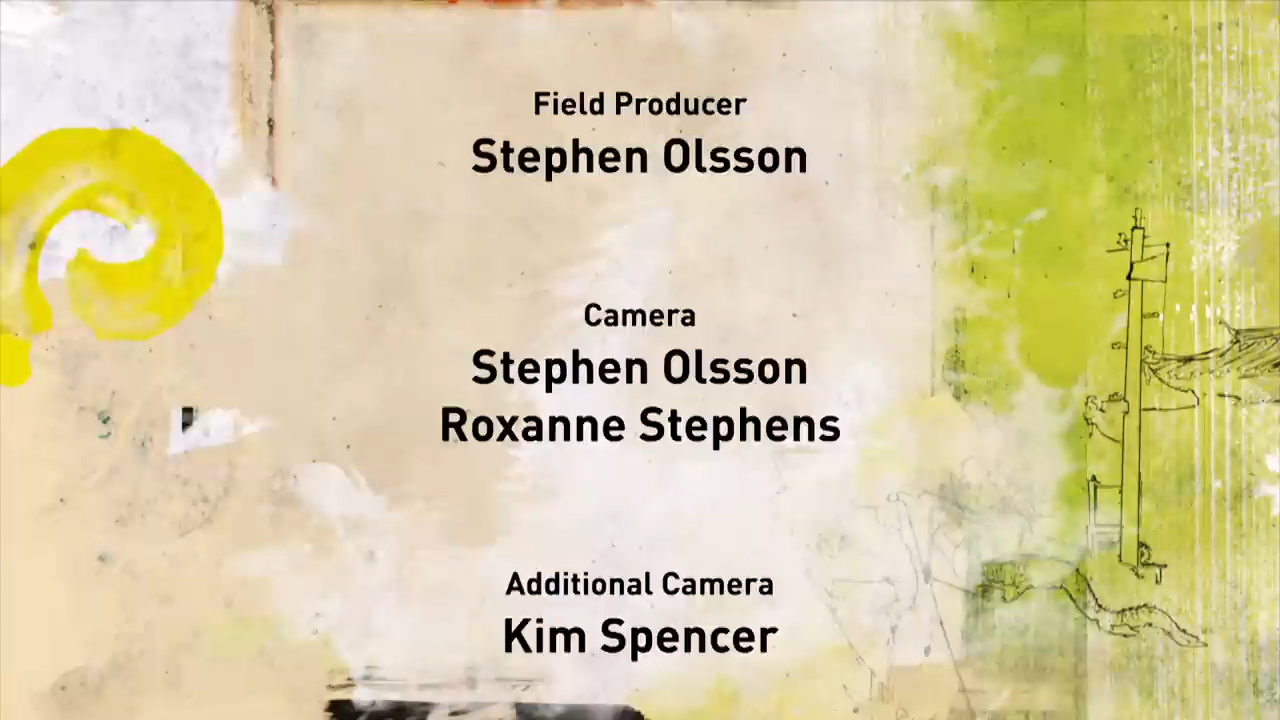 Field Producer
Stephen Olsson
Camera
Stephen Olsson
Roxanne Stephens
Additional Camera
Kim Spencer